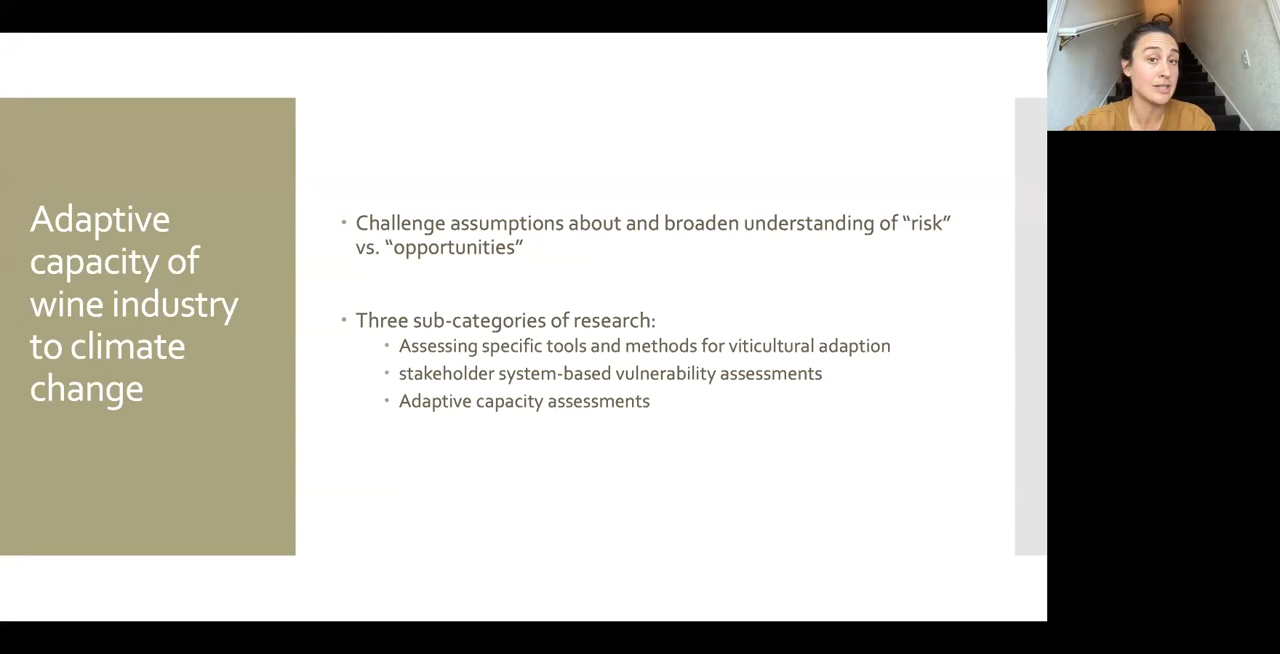 Adaptive
capacity of
wine industry
to climate
change
Challenge assumptions about and broaden understanding of “risk”
vs. “opportunities”
Three sub-categories of research:
Assessing specific tools and methods for viticultural adaption
stakeholder system-based vulnerability assessments
Adaptive capacity assessments